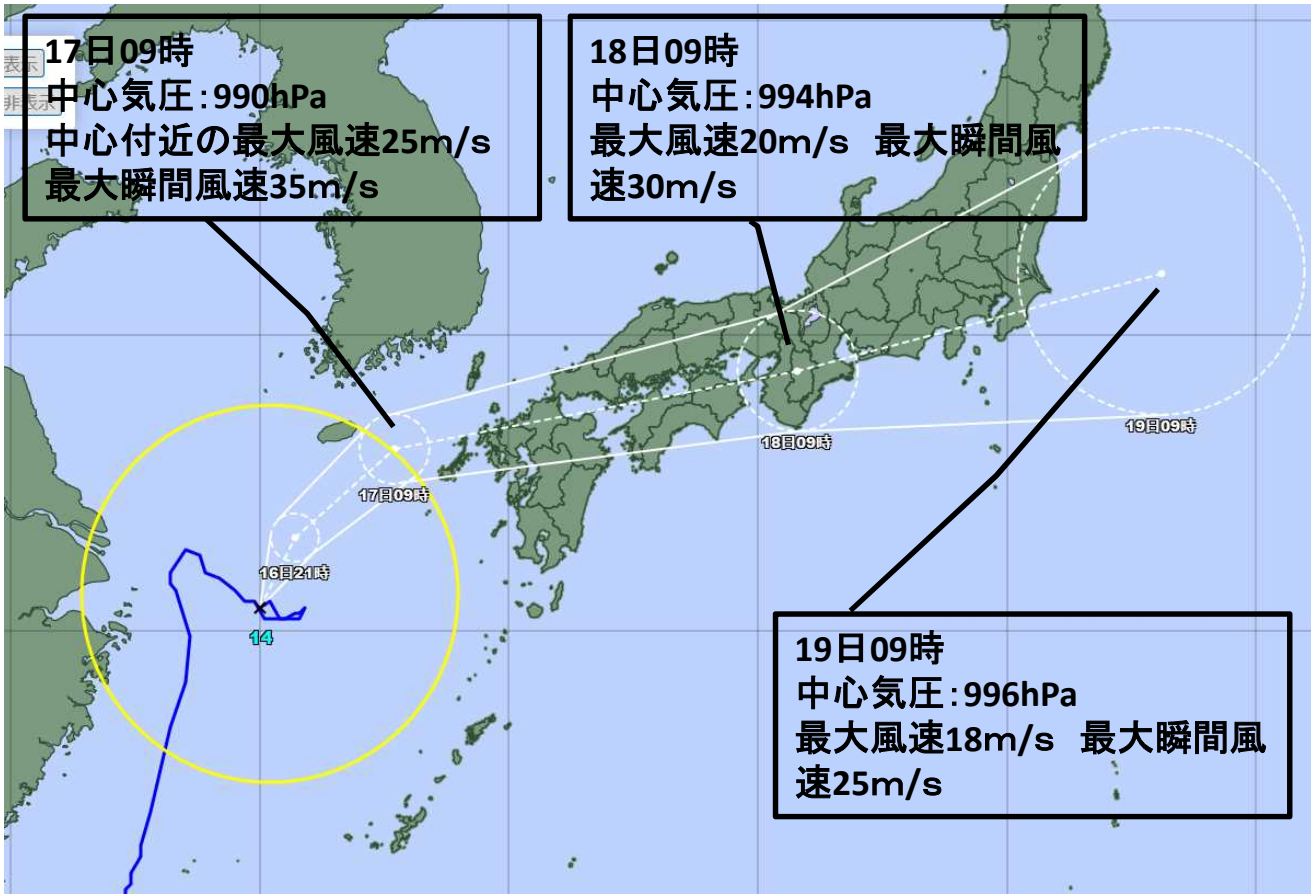 表示
非表示
17日09時
中心気圧：990hPa
中心付近の最大風速25m/s
最大瞬間風速35m/s
18日09時
中心気圧：994hPa
最大風速20m/s　最大瞬間風
速30m/s
19日09時
18日09時
17日09時
16日21時
14
19日09時
中心気圧：996hPa
最大風速18m/s　最大瞬間風
速25m/s